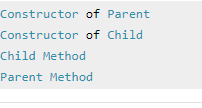 Constructor of Parent
Constructor of Child
Child Method
Parent Method